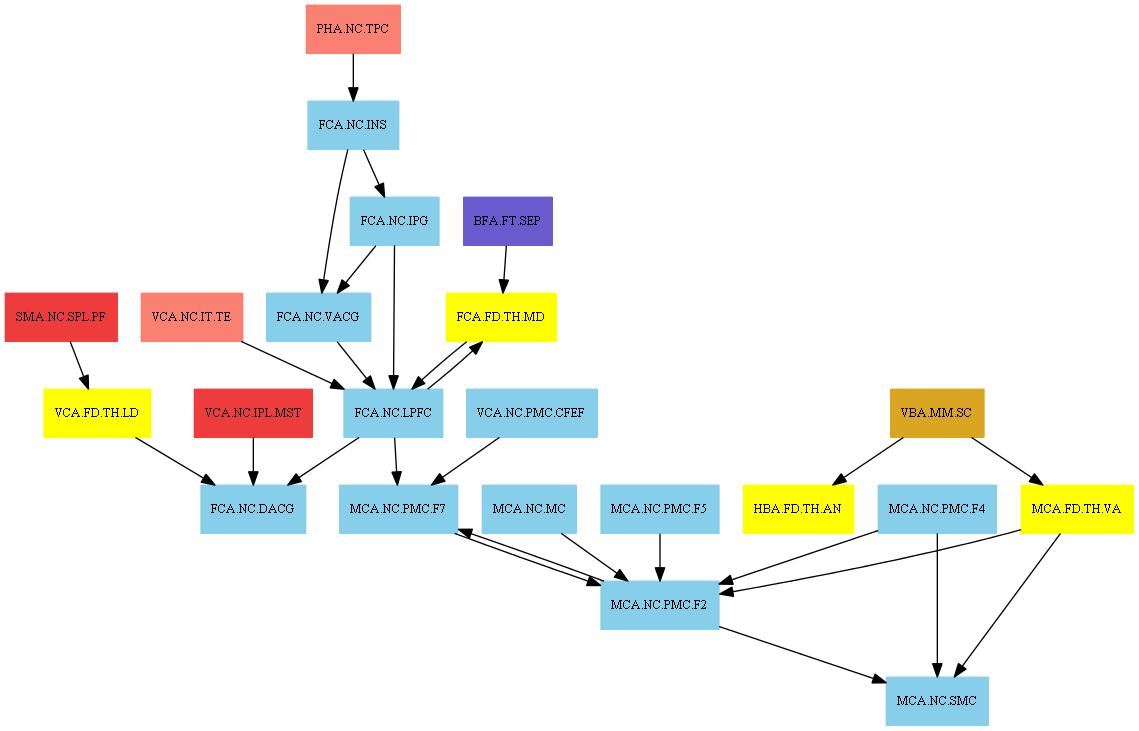 PHA.NC.TPC
FCA.NC.INS
FCA.NC.IPG
BFA.FT.SEP
SMA.NC.SPL.PF
VCA.NC.IT.TE
FCA.NC.VACG
FCA.FD.TH.MD
VCA.FD.TH.LD
VCA.NC.IPL.MST
FCA.NC.LPFC
VCA.NC.PMC.CFEF
VBA.MM.SC
FCA.NC.DACG
MCA.NC.PMC.F7
MCA.NC.MC
MCA.NC.PMC.F5
HBA.FD.TH.AN
MCA.NC.PMC.F4
MCA.FD.TH.VA
MCA.NC.PMC.F2
MCA.NC.SMC